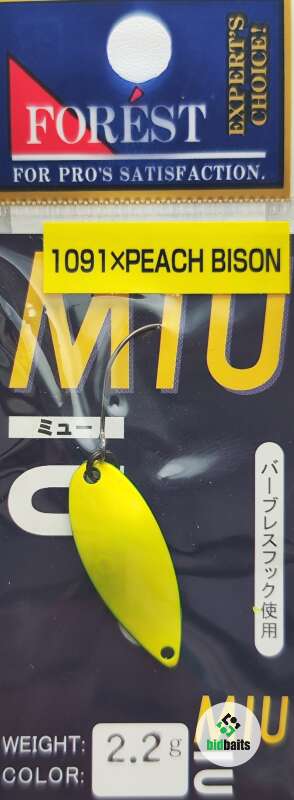 FORÉST
EXPERT'S
CHOICE!
FOR PRO'S SATISFACTION.
1091×PEACH BISON
MIU
ミュー
バーブレスフック使用
MIU
WEIGHT: 2.2g
COLOR:
bidbaits